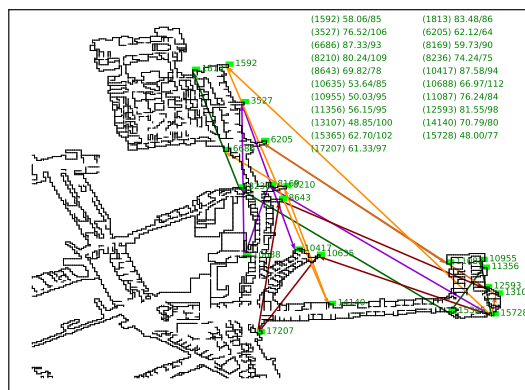 (1592) 58.06/85 (1813) 83.48/86
(3527) 76.52/106 (6205) 62.12/64
(6686) 87.33/93 (8169) 59.73/90
(8210) 80.24/109 (8236) 74.24/75
(8643) 69.82/78 (10417) 87.58/94
(10635) 53.64/85 (10688) 66.97/112
(10955) 50.03/95 (11087) 76.24/84
(11356) 56.15/95 (12593) 81.55/98
(13107) 48.85/100 (14140) 70.79/80
(15365) 62.70/102 (15728) 48.00/77
(17207) 61.33/97
1592
3527
6205
8210
8643
10417
10635
10955
11356
12593
14140
15728
17207